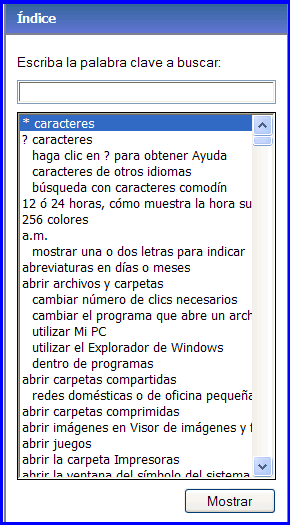 Índice
Escriba la palabra clave a buscar:
* caracteres
? caracteres
haga clic en ? para obtener Ayuda
caracteres de otros idiomas
búsqueda con caracteres comodín
12 ó 24 horas, cómo muestra la hora su
256 colores
a.m.
mostrar una o dos letras para indicar
abreviaturas en días o meses
abrir archivos y carpetas
cambiar número de clics necesarios
cambiar el programa que abre un arch
utilizar Mi PC
utilizar el Explorador de Windows
dentro de programas
abrir carpetas compartidas
redes domésticas o de oficina pequeña
abrir carpetas comprimidas
abrir imágenes en Visor de imágenes y f
abrir juegos
abrir la carpeta Impresoras
abrir la ventana del símbolo del sistema
Mostrar